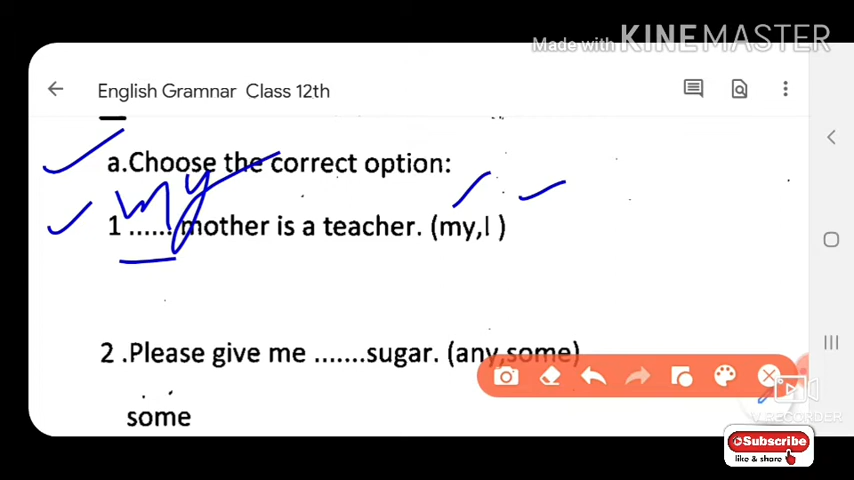 Made with KINEMASTER
English Gramnar Class 12th
a.Choose the correct option:
my
1 ...... mother is a teacher. (my,I )
2 .Please give me .......sugar. (any,some)
some
V RECORDER
Subscribe
like & share